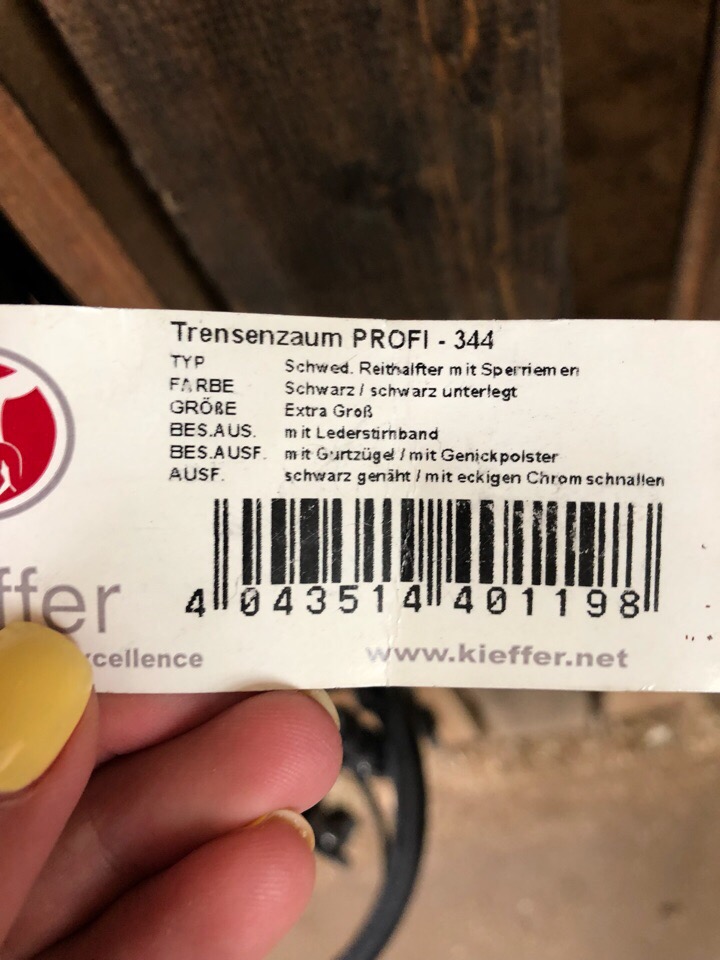 Trensenzaum PROFI - 344
TYP Schwed. Reithalfter mit Sperriemen
FARBE Schwarz / schwarz unterlegt
GRÖßE Extra Groß
BES.AUS. mit Lederstirnband
BES.AUSF. mit Gurtzügel / mit Genickpolster
AUSF. schwarz genäht / mit eckigen Chromschnallen
4 043514 401198
ffer
xcellence
www.kieffer.net